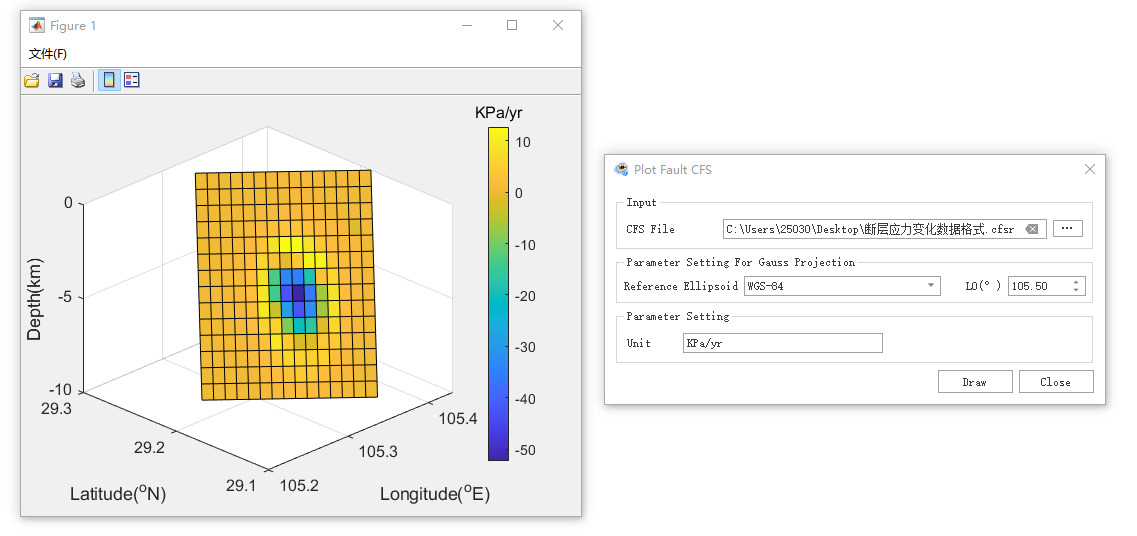 Figure 1
文件(F)
KPa/yr
10
0
-10
-20
-30
-40
-50
0
-5
-10
Depth(km)
29.3
29.2
29.1
Latitude(°N)
105.2
105.3
105.4
Longitude(°E)
Plot Fault CFS
Input
CFS File
C:\Users\25030\Desktop\断层应力变化数据格式.cfsr
...
Parameter Setting For Gauss Projection
Reference Ellipsoid
WGS-84
L0(°)
105.50
Parameter Setting
Unit
KPa/yr
Draw
Close